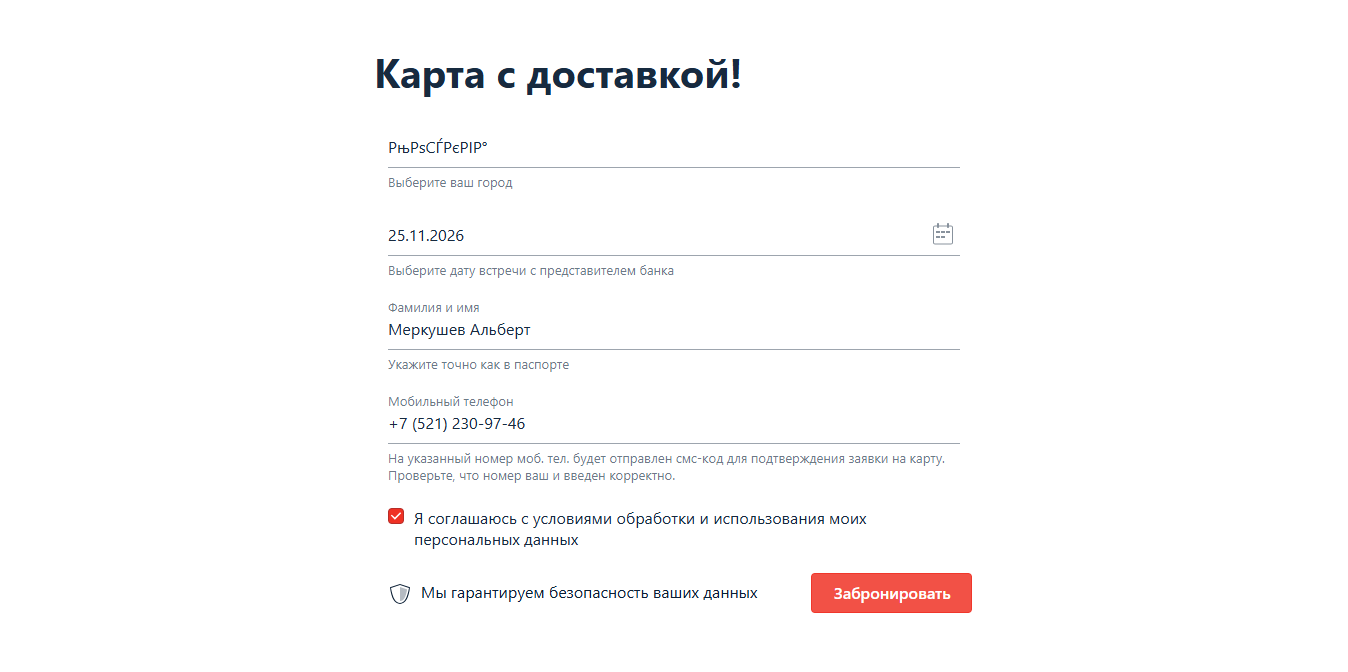 Карта с доставкой!
РњРѕСЃРєРІР°
Выберите ваш город
25.11.2026
Выберите дату встречи с представителем банка
Фамилия и имя
Меркушев Альберт
Укажите точно как в паспорте
Мобильный телефон
+7 (521) 230-97-46
На указанный номер моб. тел. будет отправлен смс-код для подтверждения заявки на карту.
Проверьте, что номер ваш и введен корректно.
Я соглашаюсь с условиями обработки и использования моих
персональных данных
Мы гарантируем безопасность ваших данных
Забронировать